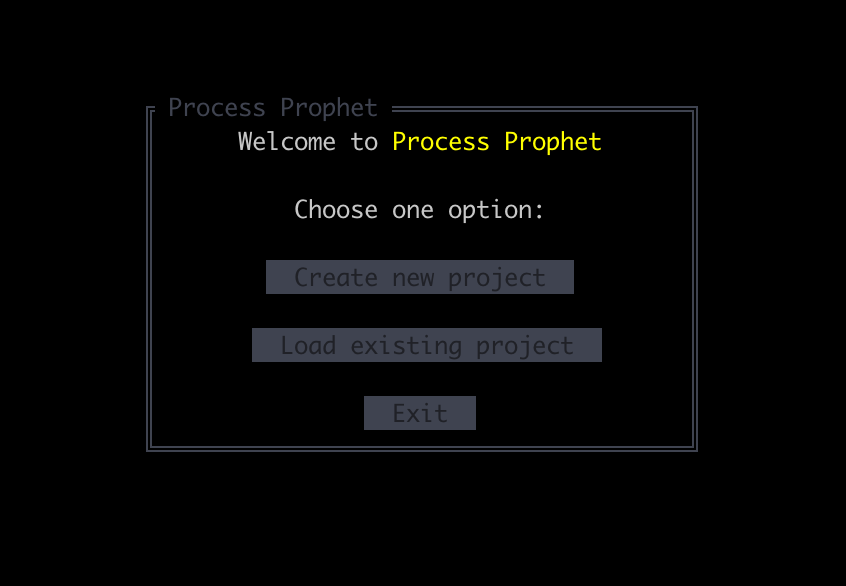 Process Prophet
Welcome to Process Prophet
Choose one option:
Create new project
Load existing project
Exit